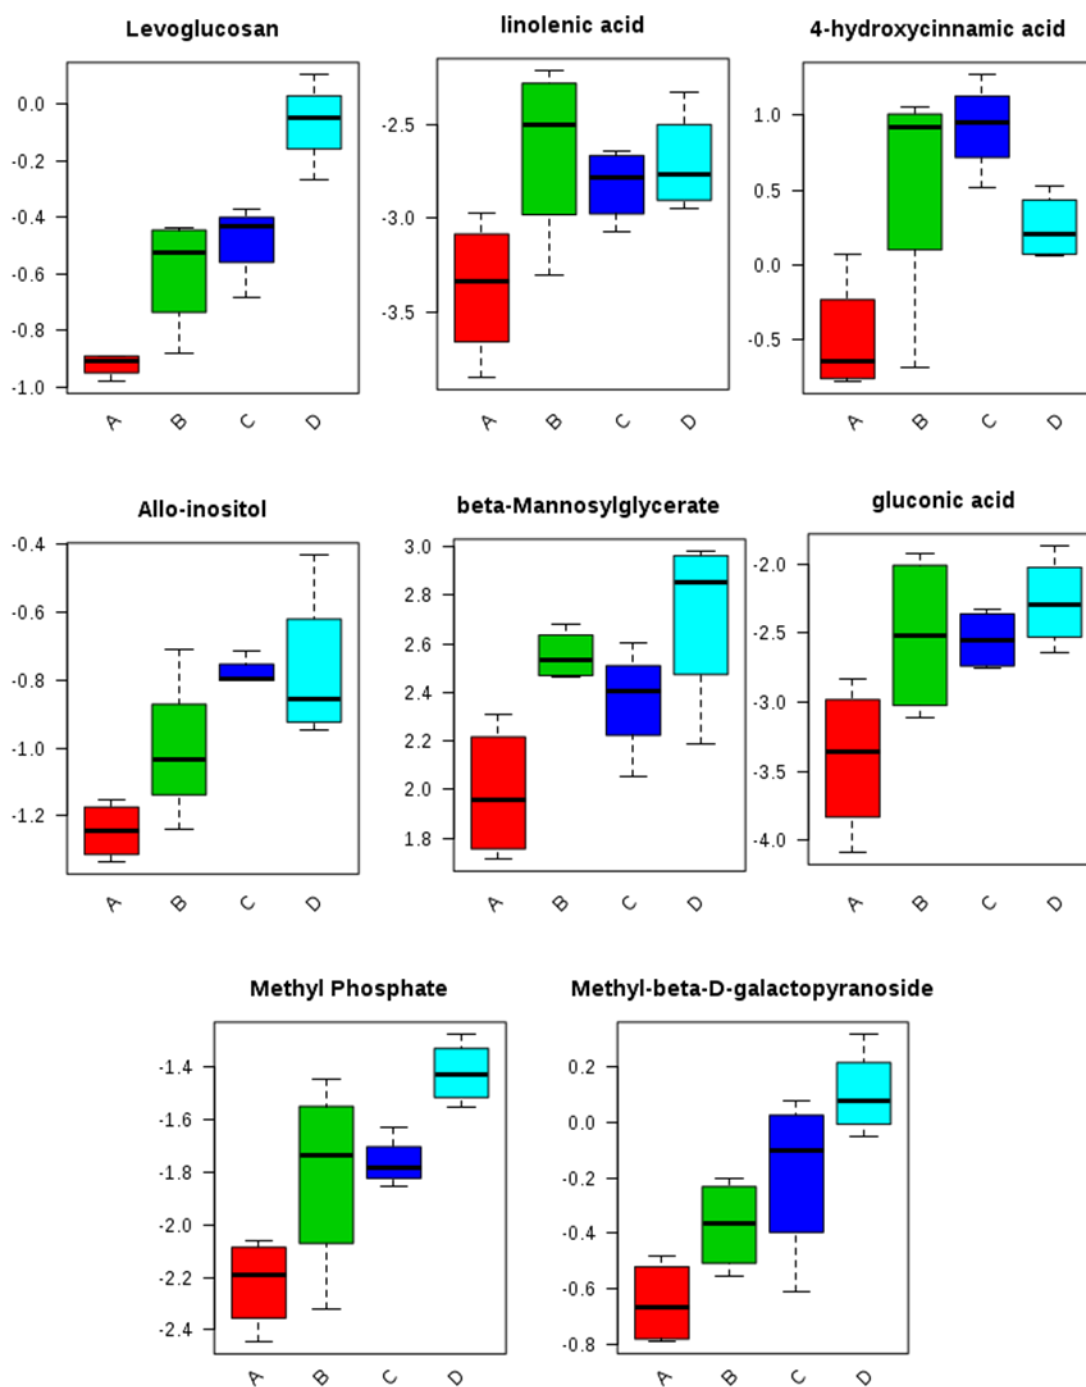 Levoglucosan
0.0
-0.2
-0.4
-0.6
-0.8
-1.0
A B C D
linolenic acid
-2.5
-3.0
-3.5
A B C D
4-hydroxycinnamic acid
1.0
0.5
0.0
-0.5
A B C D
Allo-inositol
-0.4
-0.6
-0.8
-1.0
-1.2
A B C D
beta-Mannosylglycerate
3.0
2.8
2.6
2.4
2.2
2.0
1.8
A B C D
gluconic acid
-2.0
-2.5
-3.0
-3.5
-4.0
A B C D
Methyl Phosphate
-1.4
-1.6
-1.8
-2.0
-2.2
-2.4
A B C D
Methyl-beta-D-galactopyranoside
0.2
0.0
-0.2
-0.4
-0.6
-0.8
A B C D